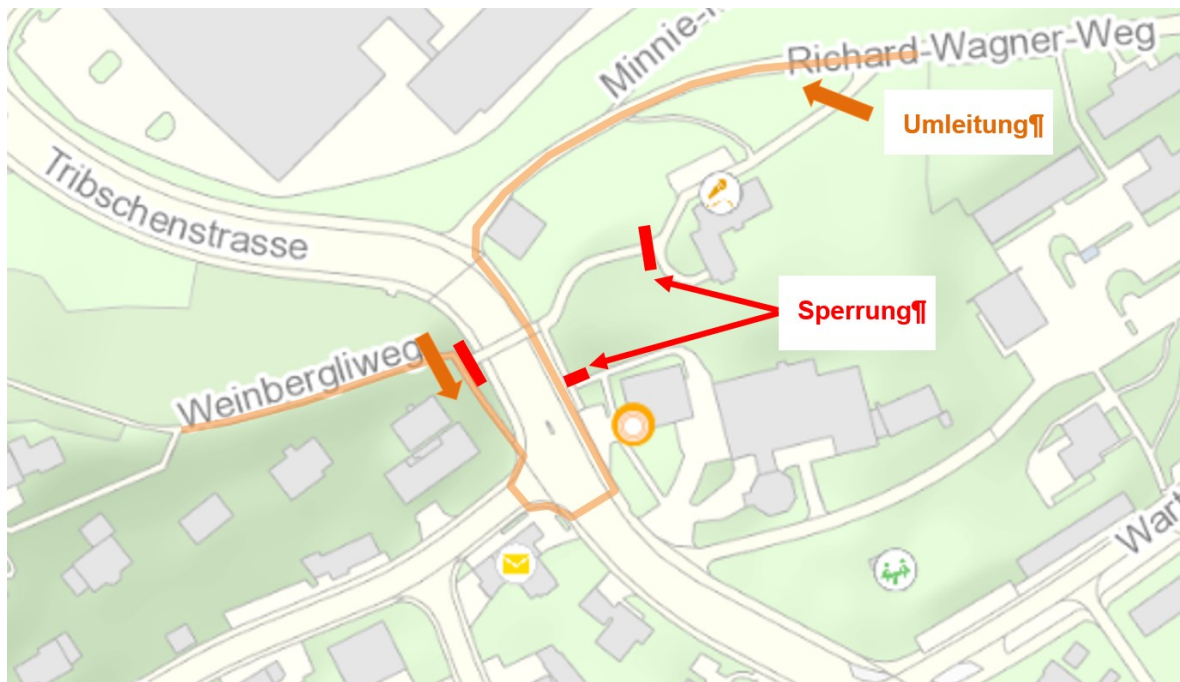 Minnie-
Richard-Wagner-Weg
Umleitung¶
Tribschenstrasse
Sperrung¶
Weinbergliweg
Wart